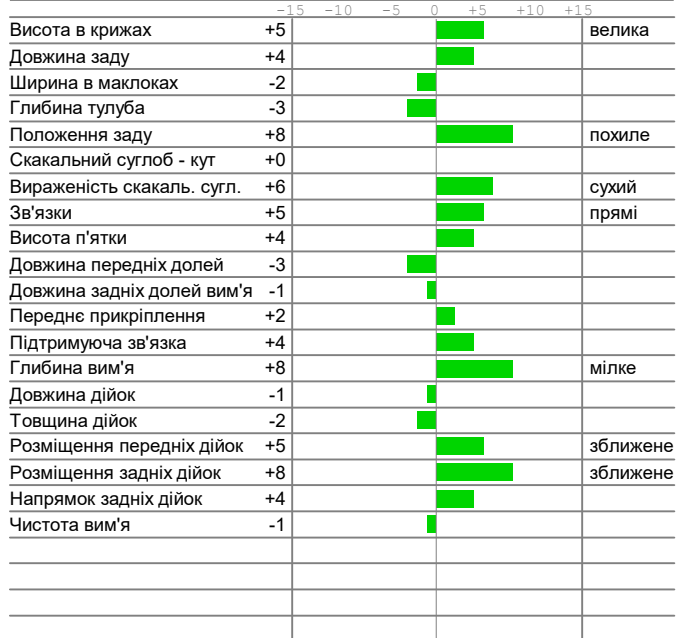 -15 -10 -5 0 +5 +10 +15
Висота в крижах +5 велика
Довжина заду +4
Ширина в маклоках -2
Глибина тулуба -3
Положення заду +8 похиле
Скакальний суглоб - кут +0
Вираженість скакаль. сугл. +6 сухий
Зв'язки +5 прямі
Висота п'ятки +4
Довжина передніх долей -3
Довжина задніх долей вим'я -1
Переднє прикріплення +2
Підтримуюча зв'язка +4
Глибина вим'я +8 мілке
Довжина дійок -1
Товщина дійок -2
Розміщення передніх дійок +5 зближене
Розміщення задніх дійок +8 зближене
Напрямок задніх дійок +4
Чистота вим'я -1